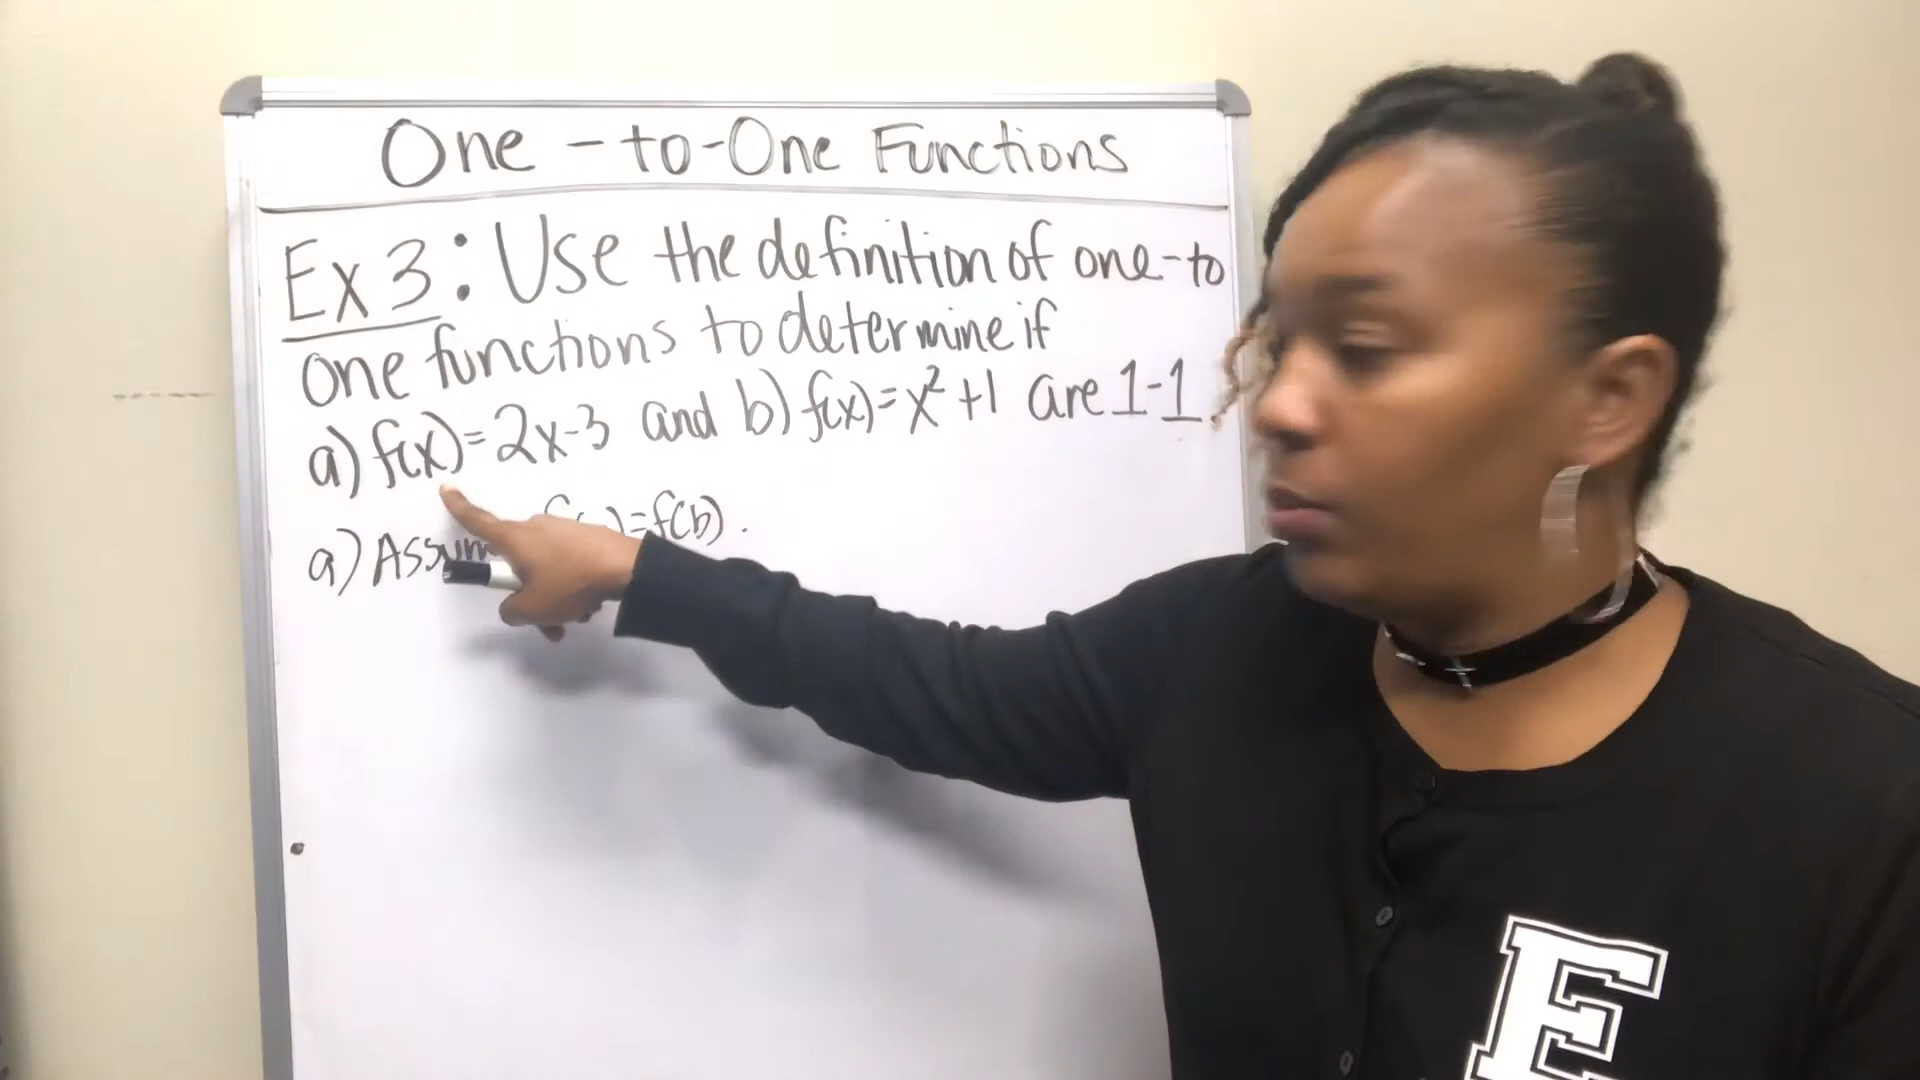 One-to-One Functions
Ex 3: Use the definition of one-to
one functions to determine if
a) f(x)=2x-3 and b) f(x)=x²+1 are 1-1.
a) =f(b).
E